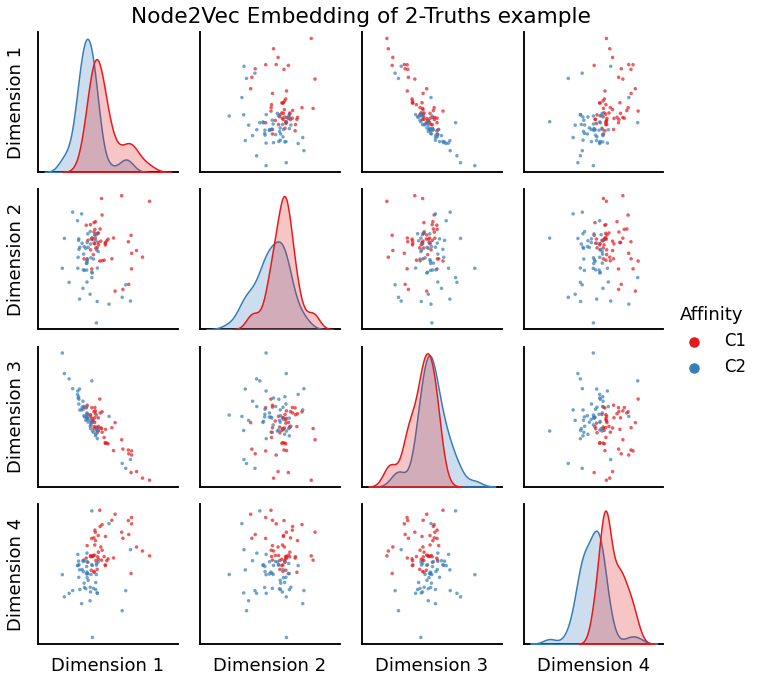 Node2Vec Embedding of 2-Truths example
Dimension 1
Dimension 2
Affinity
C1
C2
Dimension 3
Dimension 4
Dimension 1
Dimension 2
Dimension 3
Dimension 4